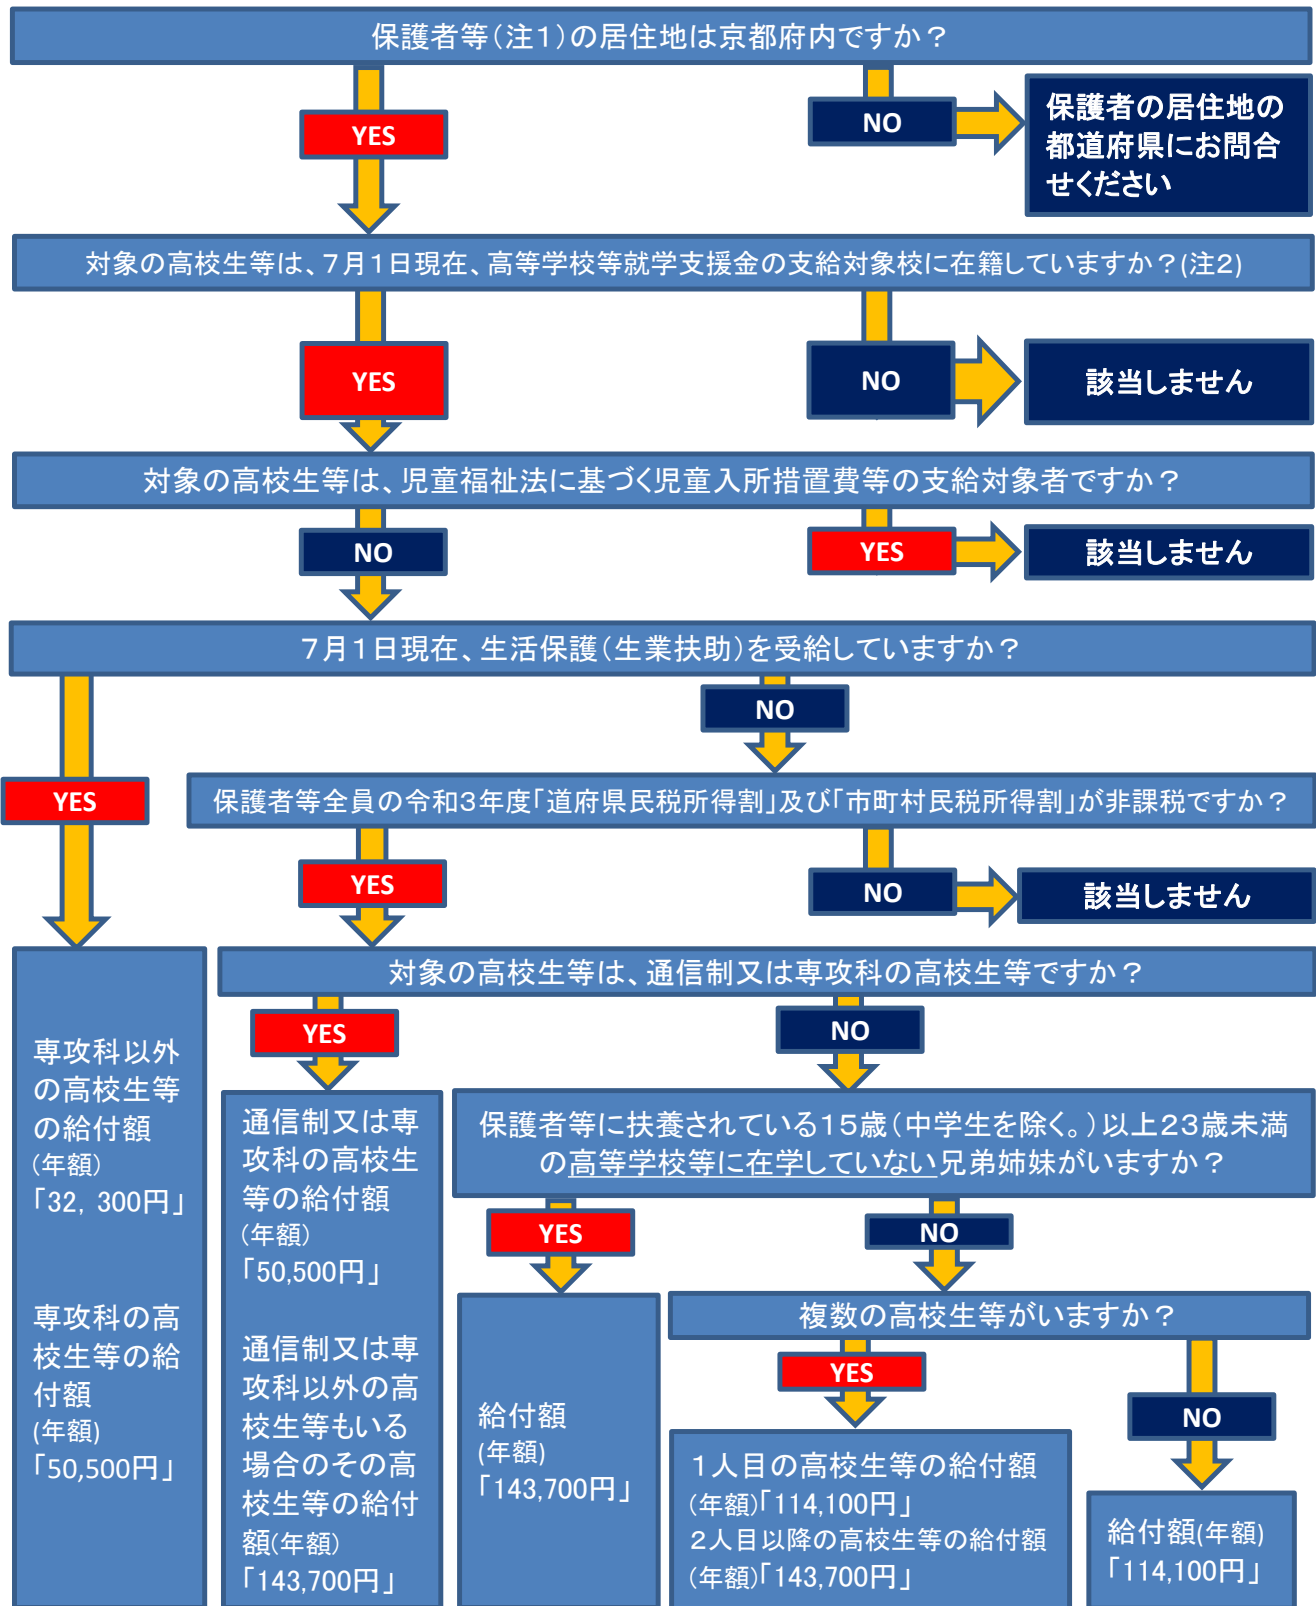 保護者等(注１)の居住地は京都府内ですか？
YES
NO
保護者の居住地の
都道府県にお問合
せください
対象の高校生等は、７月１日現在、高等学校等就学支援金の支給対象校に在籍していますか？(注２)
YES
NO
該当しません
対象の高校生等は、児童福祉法に基づく児童入所措置費等の支給対象者ですか？
NO
YES
該当しません
７月１日現在、生活保護（生業扶助）を受給していますか？
NO
YES
保護者等全員の令和３年度「道府県民税所得割」及び「市町村民税所得割」が非課税ですか？
YES
NO
該当しません
専攻科以外
の高校生等
の給付額
(年額)
「32, 300円」
専攻科の高
校生等の給
付額
(年額)
「50,500円」
対象の高校生等は、通信制又は専攻科の高校生等ですか？
YES
NO
通信制又は専
攻科の高校生
等の給付額
(年額)
「50,500円」
通信制又は専
攻科以外の高
校生等もいる
場合のその高
校生等の給付
額(年額)
「143,700円」
保護者等に扶養されている１５歳（中学生を除く。）以上２３歳未満
の高等学校等に在学していない兄弟姉妹がいますか？
YES
NO
給付額
(年額)
「143,700円」
複数の高校生等がいますか？
YES
NO
１人目の高校生等の給付額
(年額)「114,100円」
２人目以降の高校生等の給付額
(年額)「143,700円」
給付額(年額)
「114,100円」